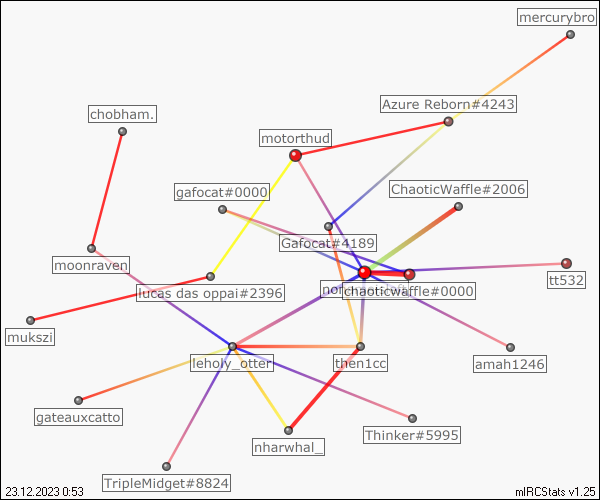 mercurybro
Azure Reborn#4243
chobham.
motorthud
gafocat#0000
ChaoticWaffle#2006
Gafocat#4189
moonraven
tt532
chaoticwaffle#0000
lucas das oppai#2396
mukszi
leholy_otter
then1cc
amah1246
gateauxcatto
Thinker#5995
nharwhal_
TripleMidget#8824
23.12.2023 0:53
mIRCStats v1.25